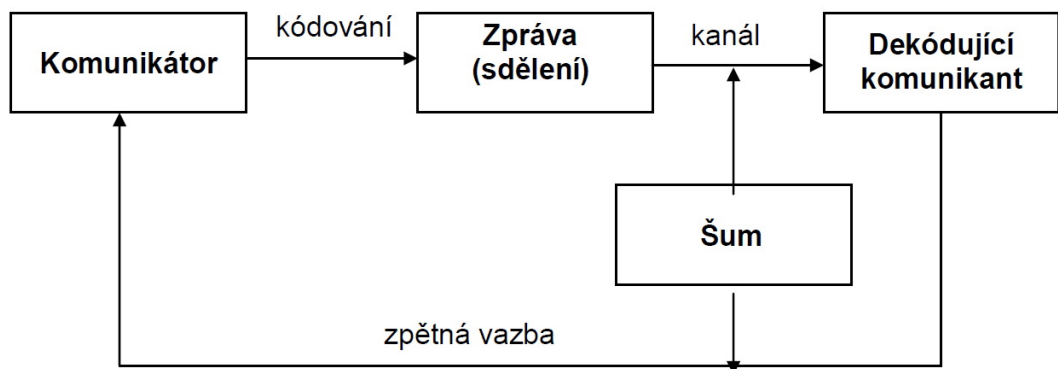 Komunikátor
kódování
Zpráva
(sdělení)
kanál
Dekódující
komunikant
Šum
zpětná vazba